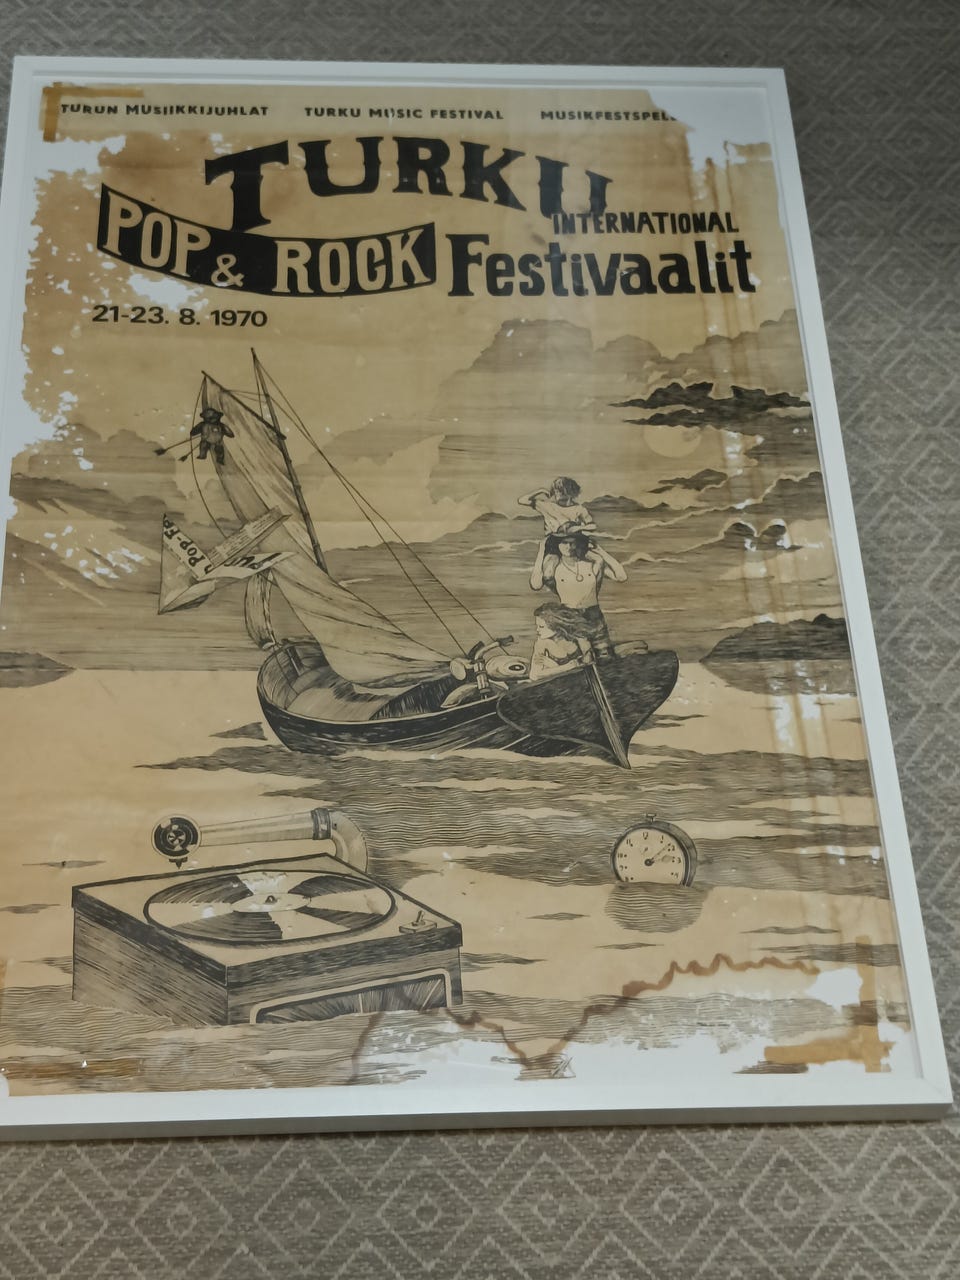 TURUN MUSIIKKIJUHLAT TURKU MUSIC FESTIVAL
TURKU
INTERNATIONAL
POP & ROCK Festivaalit
21-23. 8. 1970